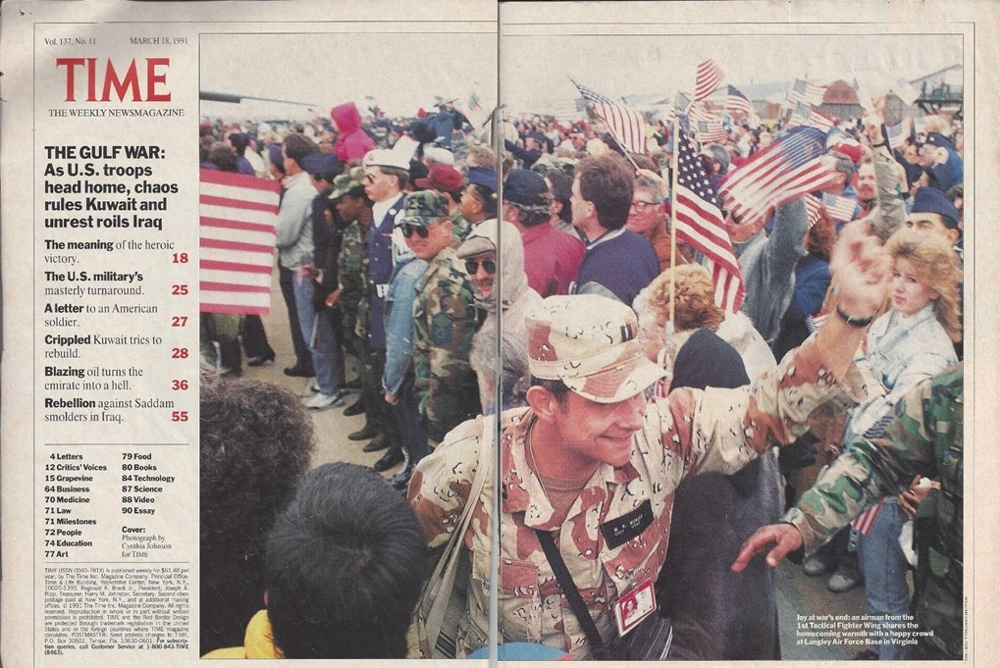 Vol. 137, No. 11 MARCH 18, 1991
TIME
THE WEEKLY NEWSMAGAZINE
THE GULF WAR:
As U.S. troops
head home, chaos
rules Kuwait and
unrest roils Iraq
The meaning of the heroic
victory. 18
The U.S. military's
masterly turnaround. 25
A letter to an American
soldier. 27
Crippled Kuwait tries to
rebuild. 28
Blazing oil turns the
emirate into a hell. 36
Rebellion against Saddam
smolders in Iraq. 55
4 Letters
12 Critics' Voices
15 Grapevine
64 Business
70 Medicine
71 Law
71 Milestones
72 People
74 Education
77 Art
79 Food
80 Books
84 Technology
87 Science
88 Video
90 Essay
Cover:
Photograph by
Cynthia Johnson
for TIME
TIME (ISSN 0040-781X) is published weekly for $61.88 per
year, by The Time Inc. Magazine Company. Principal Office:
Time & Life Building, Rockefeller Center, New York, N.Y.,
10020-1393. Reginald K. Brack Jr., President; Joseph A.
Ripp, Treasurer; Harry M. Johnston, Secretary. Second-class
postage paid at New York, N.Y., and at additional mailing
offices. © 1991 The Time Inc. Magazine Company. All rights
reserved. Reproduction in whole or in part without written
permission is prohibited. TIME and the Red Border Design
are protected through trademark registration in the United
States and in the foreign countries where TIME magazine
circulates. POSTMASTER: Send address changes to TIME,
P.O. Box 30601, Tampa, Fla. 33630-0601. For subscrip-
tion queries, call Customer Service at 1-800-843-TIME
(8463).
Joy at war's end: an airman from the
1st Tactical Fighter Wing shares the
homecoming warmth with a happy crowd
at Langley Air Force Base in Virginia